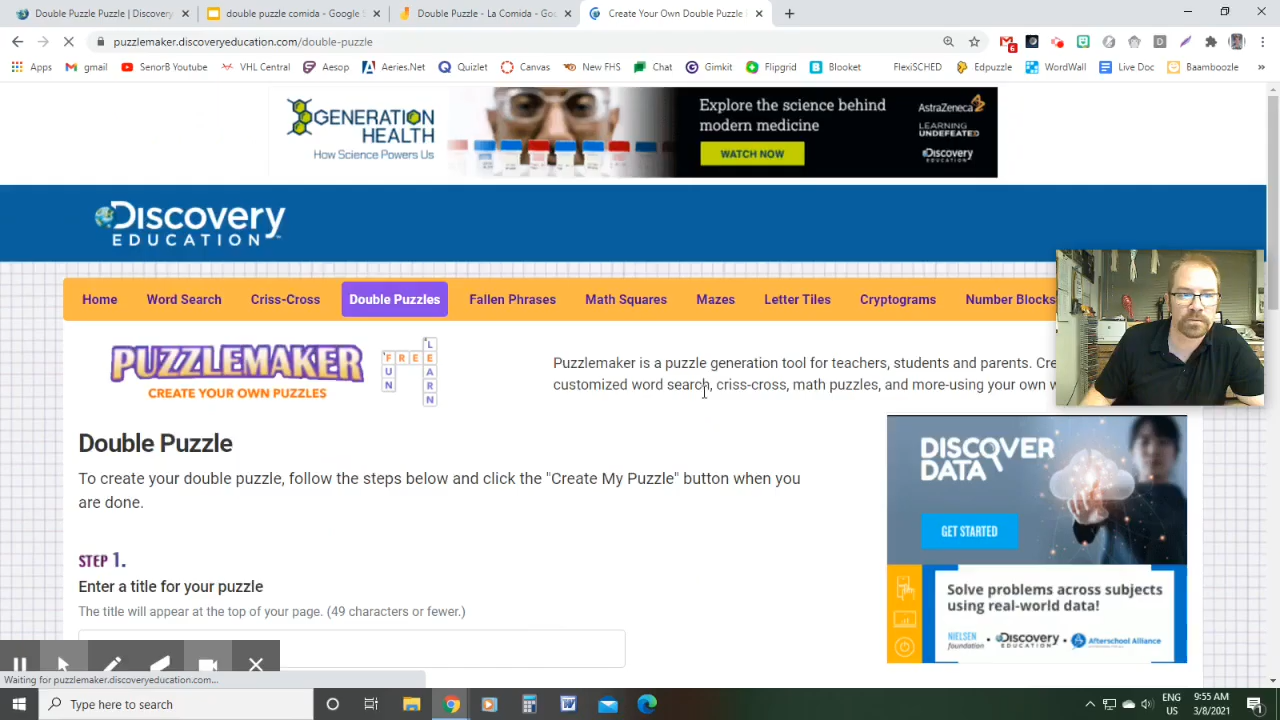 Discovery Education
Double Puzzle - La Comida - Goo
Create Your Own Double Puzzle
puzzlemaker.discoveryeducation.com/double-puzzle
6
Apps gmail SenorB Youtube VHL Central Aesop Aeries.Net Quizlet Canvas New FHS Chat Gimkit Flipgrid Blooket FlexiSCHED Edpuzzle WordWall Live Doc Baamboozle »
GENERATION
HEALTH
How Science Powers Us
Explore the science behind
modern medicine
WATCH NOW
AstraZeneca
LEARNING
UNDEFEATED
Discovery
EDUCATION
Discovery
EDUCATION
Home Word Search Criss-Cross Double Puzzles Fallen Phrases Math Squares Mazes Letter Tiles Cryptograms Number Blocks
PUZZLEMAKER
CREATE YOUR OWN PUZZLES
FREE
FUN
LEARN
Puzzlemaker is a puzzle generation tool for teachers, students and parents. Cre
customized word search, criss-cross, math puzzles, and more-using your own w
Double Puzzle
To create your double puzzle, follow the steps below and click the "Create My Puzzle" button when you
are done.
STEP 1.
Enter a title for your puzzle
The title will appear at the top of your page. (49 characters or fewer.)
DISCOVER
DATA
GET STARTED
Solve problems across subjects
using real-world data!
NIELSEN
foundation
Discovery
EDUCATION
Afterschool Alliance
Waiting for puzzlemaker.discoveryeducation.com...
Type here to search
ENG
US
9:55 AM
3/8/2021
1